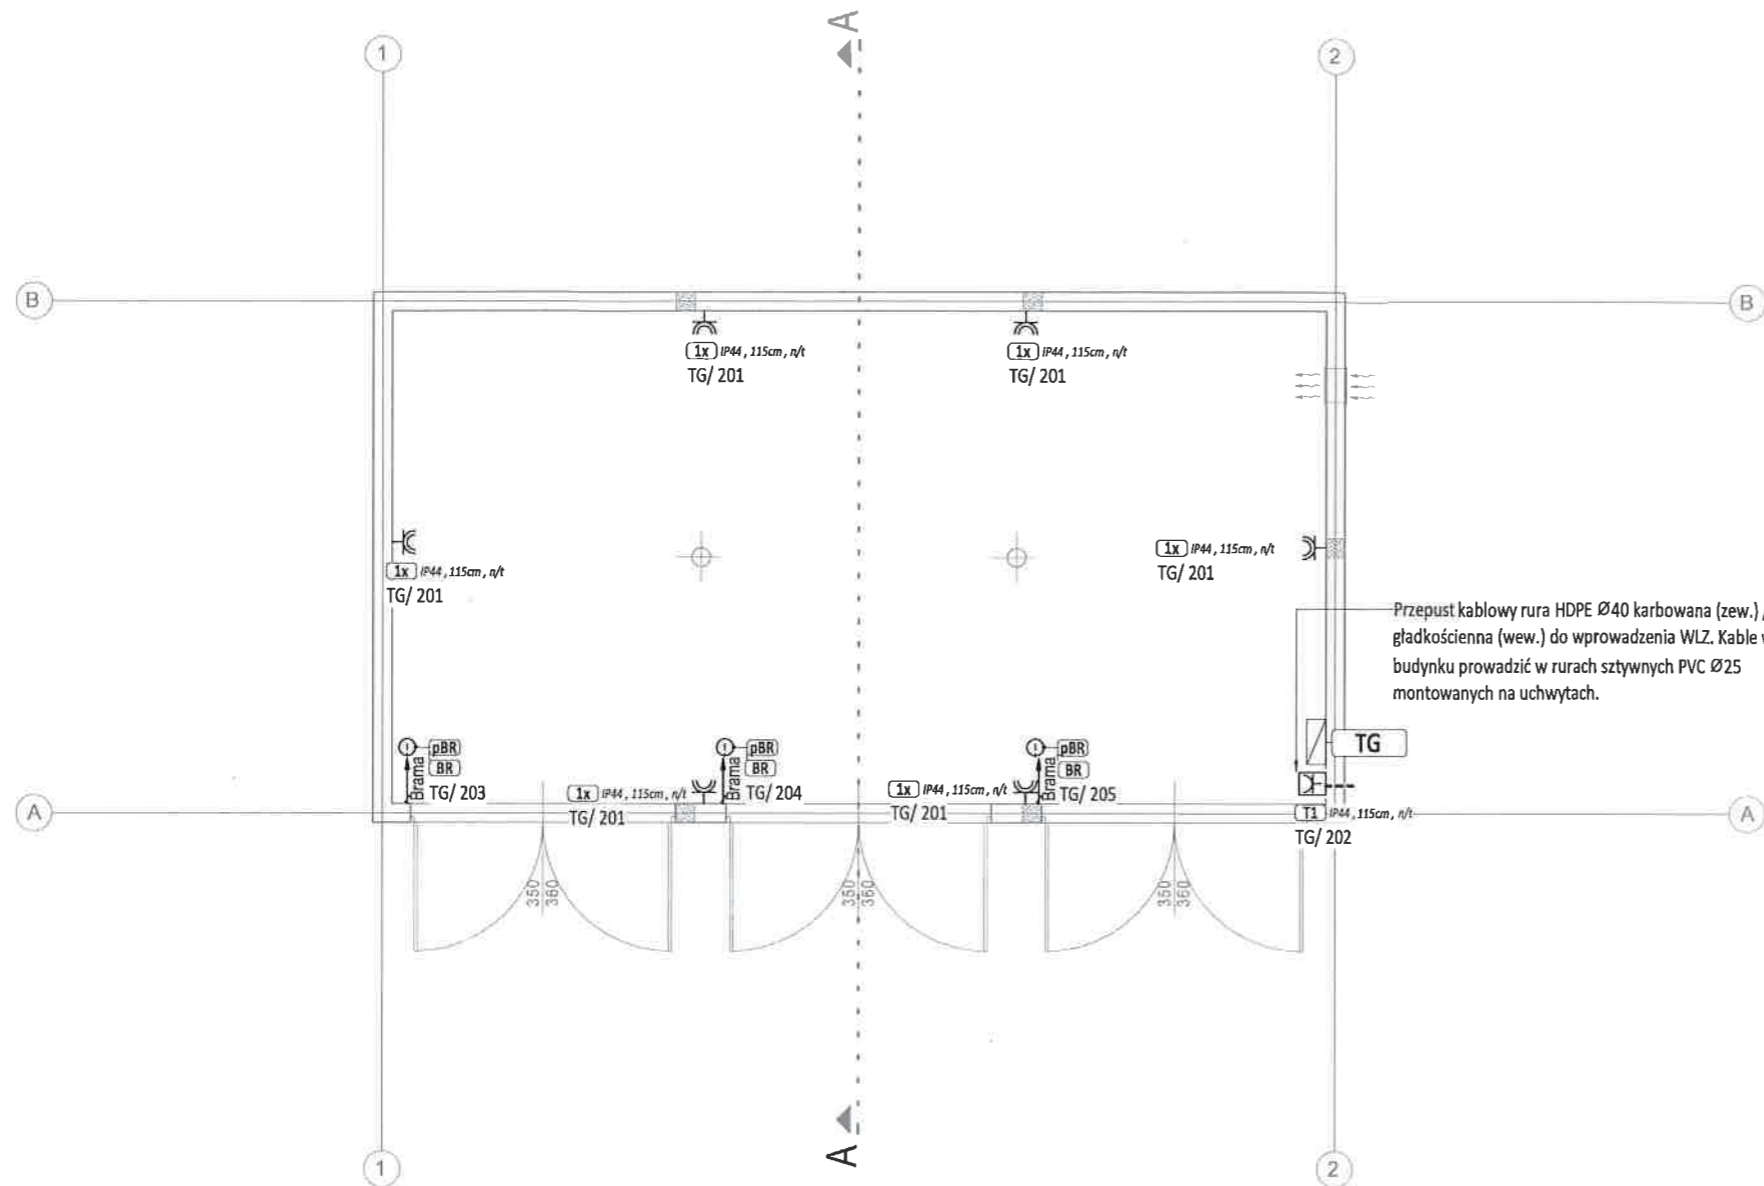 A
1
2
B
B
1x IP44, 115cm, n/t
TG/ 201
1x IP44, 115cm, n/t
TG/ 201
1x IP44, 115cm, n/t
TG/ 201
1x IP44, 115cm, n/t
TG/ 201
Przepust kablowy rura HDPE Ø40 karbowana (zew.)
gładkościenna (wew.) do wprowadzenia WLZ. Kable
budynku prowadzić w rurach sztywnych PVC Ø25
montowanych na uchwytach.
TG
pBR
BR
Brama
TG/ 203
pBR
BR
Brama
TG/ 204
pBR
BR
Brama
TG/ 205
1x IP44, 115cm, n/t
TG/ 201
1x IP44, 115cm, n/t
TG/ 201
A
T1 IP44, 115cm, n/t
TG/ 202
A
350
360
350
360
350
360
A
1
2